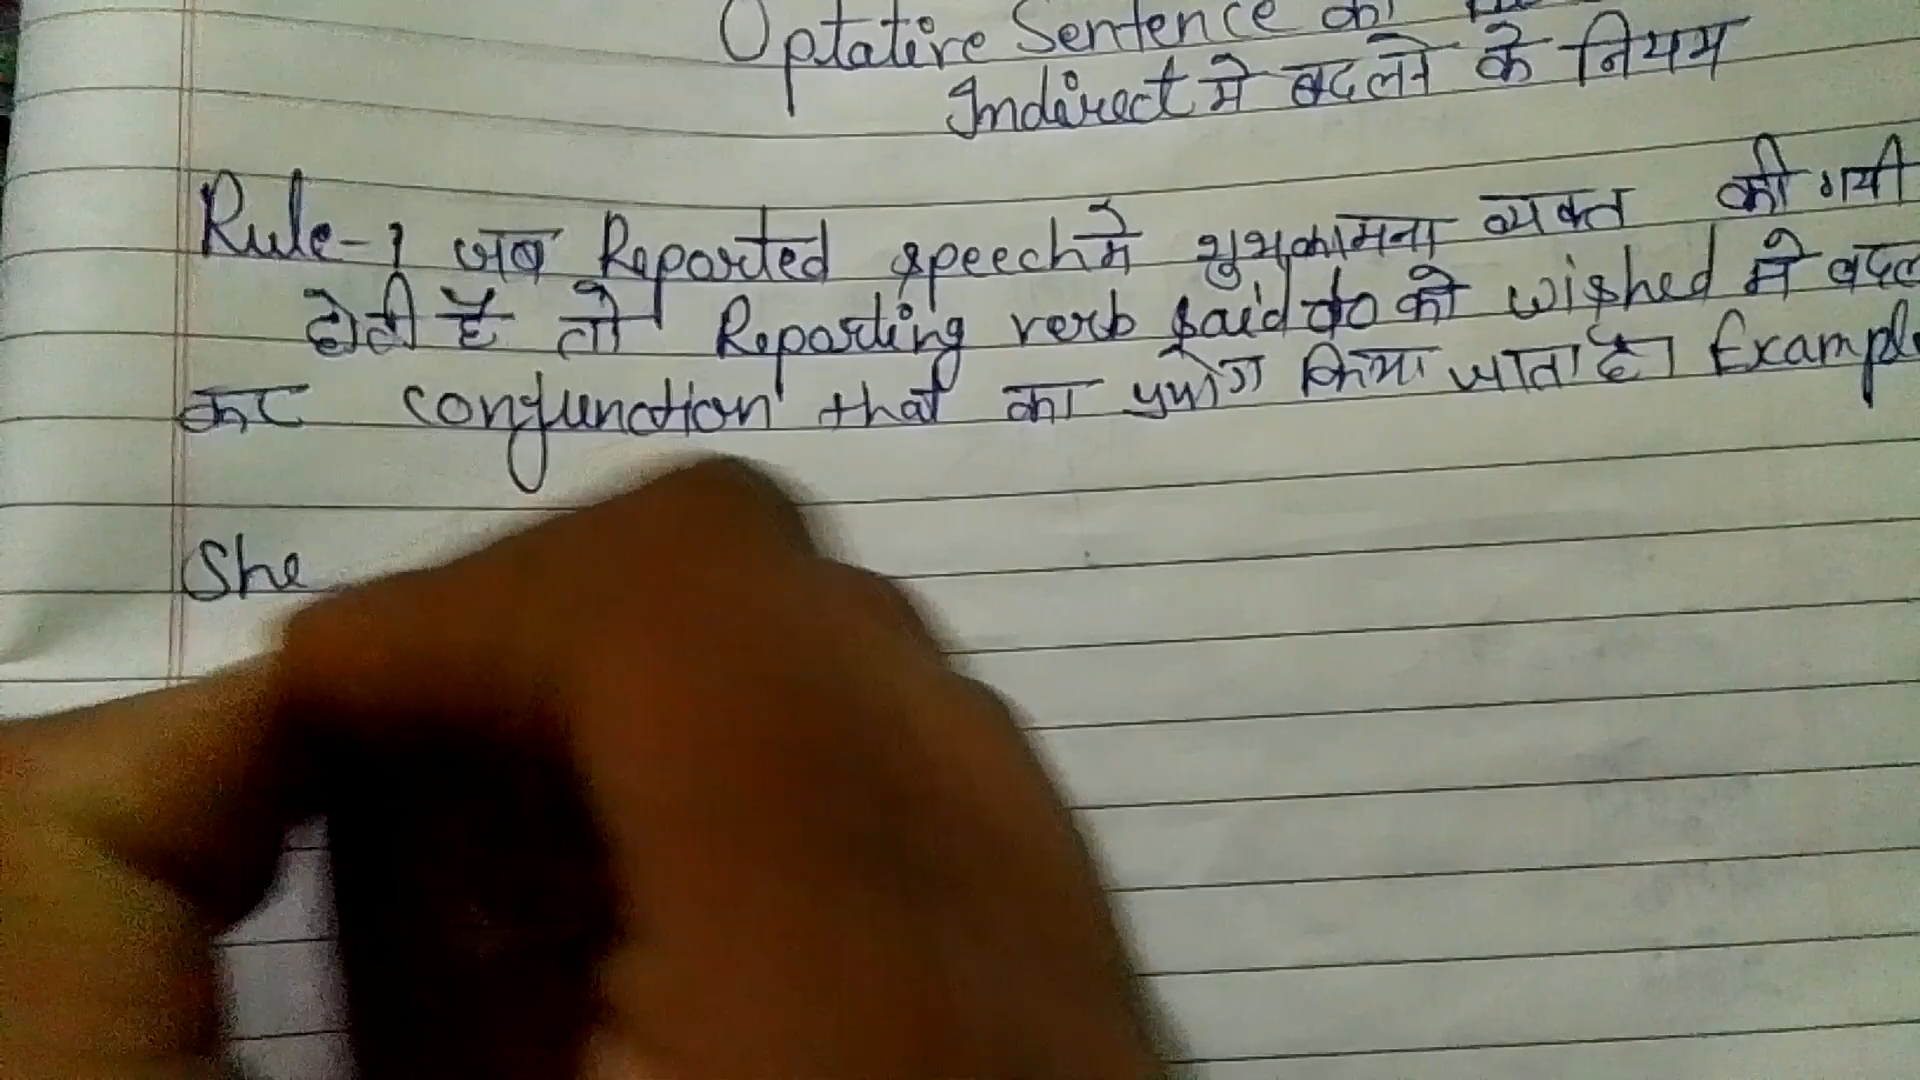 Optative Sentence को
Indirect मे बदलने के नियम
Rule-1 जब Reported speech मे शुभकामना व्यक्त की गयी
होती है तो Reporting verb said to को wished मे बदल
कर conjunction that का प्रयोग किया जाता है। Example
She